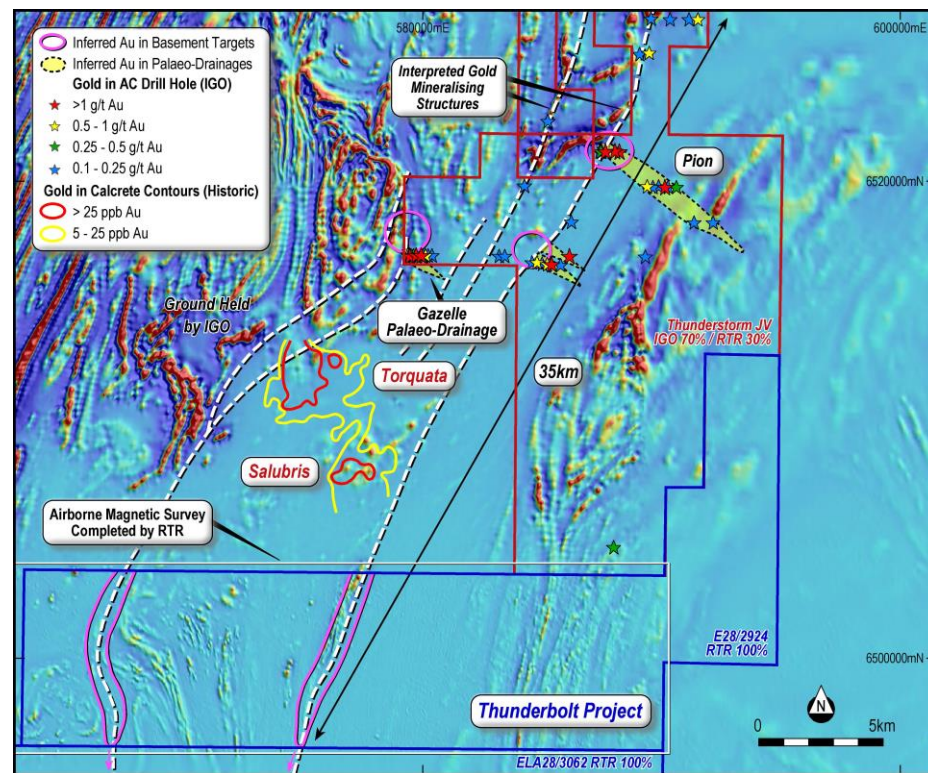 580000mE
600000mE
Inferred Au in Basement Targets
Inferred Au in Palaeo-Drainages
Gold in AC Drill Hole (IGO)
>1 g/t Au
0.5 - 1 g/t Au
0.25 - 0.5 g/t Au
0.1 - 0.25 g/t Au
Gold in Calcrete Contours (Historic)
> 25 ppb Au
5 - 25 ppb Au
Interpreted Gold
Mineralising
Structures
Pion
6520000mN
Ground Held
by IGO
Gazelle
Palaeo-Drainage
Thunderstorm JV
IGO 70% / RTR 30%
Torquata
35km
Salubris
Airborne Magnetic Survey
Completed by RTR
E28/2924
RTR 100%
6500000mN
Thunderbolt Project
N
0
5km
ELA28/3062 RTR 100%